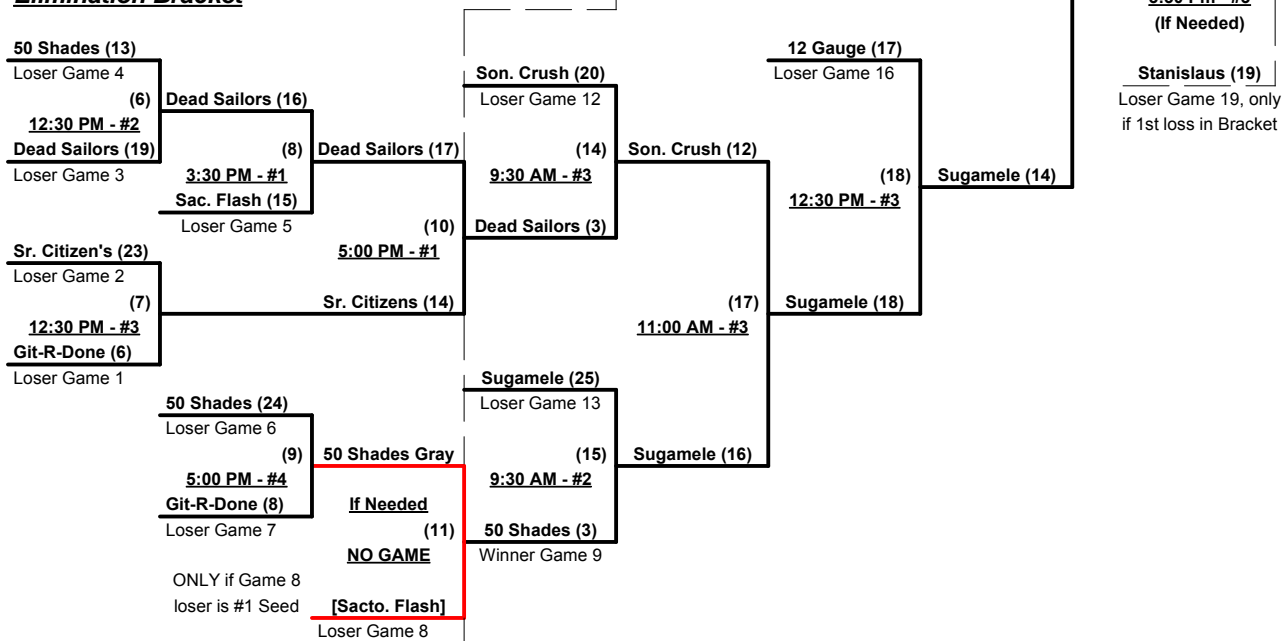 Elimination Bracket
(If Needed)
50 Shades (13)
Loser Game 4
(6)
12:30 PM - #2
Dead Sailors (19)
Loser Game 3
Dead Sailors (16)
(8)
3:30 PM - #1
Sac. Flash (15)
Loser Game 5
Dead Sailors (17)
(10)
5:00 PM - #1
Sr. Citizen's (23)
Loser Game 2
(7)
12:30 PM - #3
Git-R-Done (6)
Loser Game 1
Sr. Citizens (14)
Son. Crush (20)
Loser Game 12
(14)
9:30 AM - #3
Dead Sailors (3)
Son. Crush (12)
(17)
11:00 AM - #3
12 Gauge (17)
Loser Game 16
(18)
12:30 PM - #3
Sugamele (18)
Sugamele (14)
Stanislaus (19)
Loser Game 19, only
if 1st loss in Bracket
50 Shades (24)
Loser Game 6
(9)
5:00 PM - #4
Git-R-Done (8)
Loser Game 7
50 Shades Gray
If Needed
(11)
NO GAME
ONLY if Game 8
loser is #1 Seed
[Sacto. Flash]
Loser Game 8
Sugamele (25)
Loser Game 13
(15)
9:30 AM - #2
50 Shades (3)
Winner Game 9
Sugamele (16)